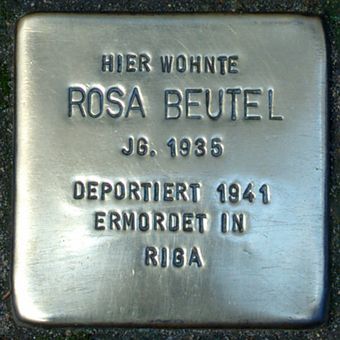 HIER WOHNTE
ROSA BEUTEL
JG. 1935
DEPORTIERT 1941
ERMORDET IN
RIGA